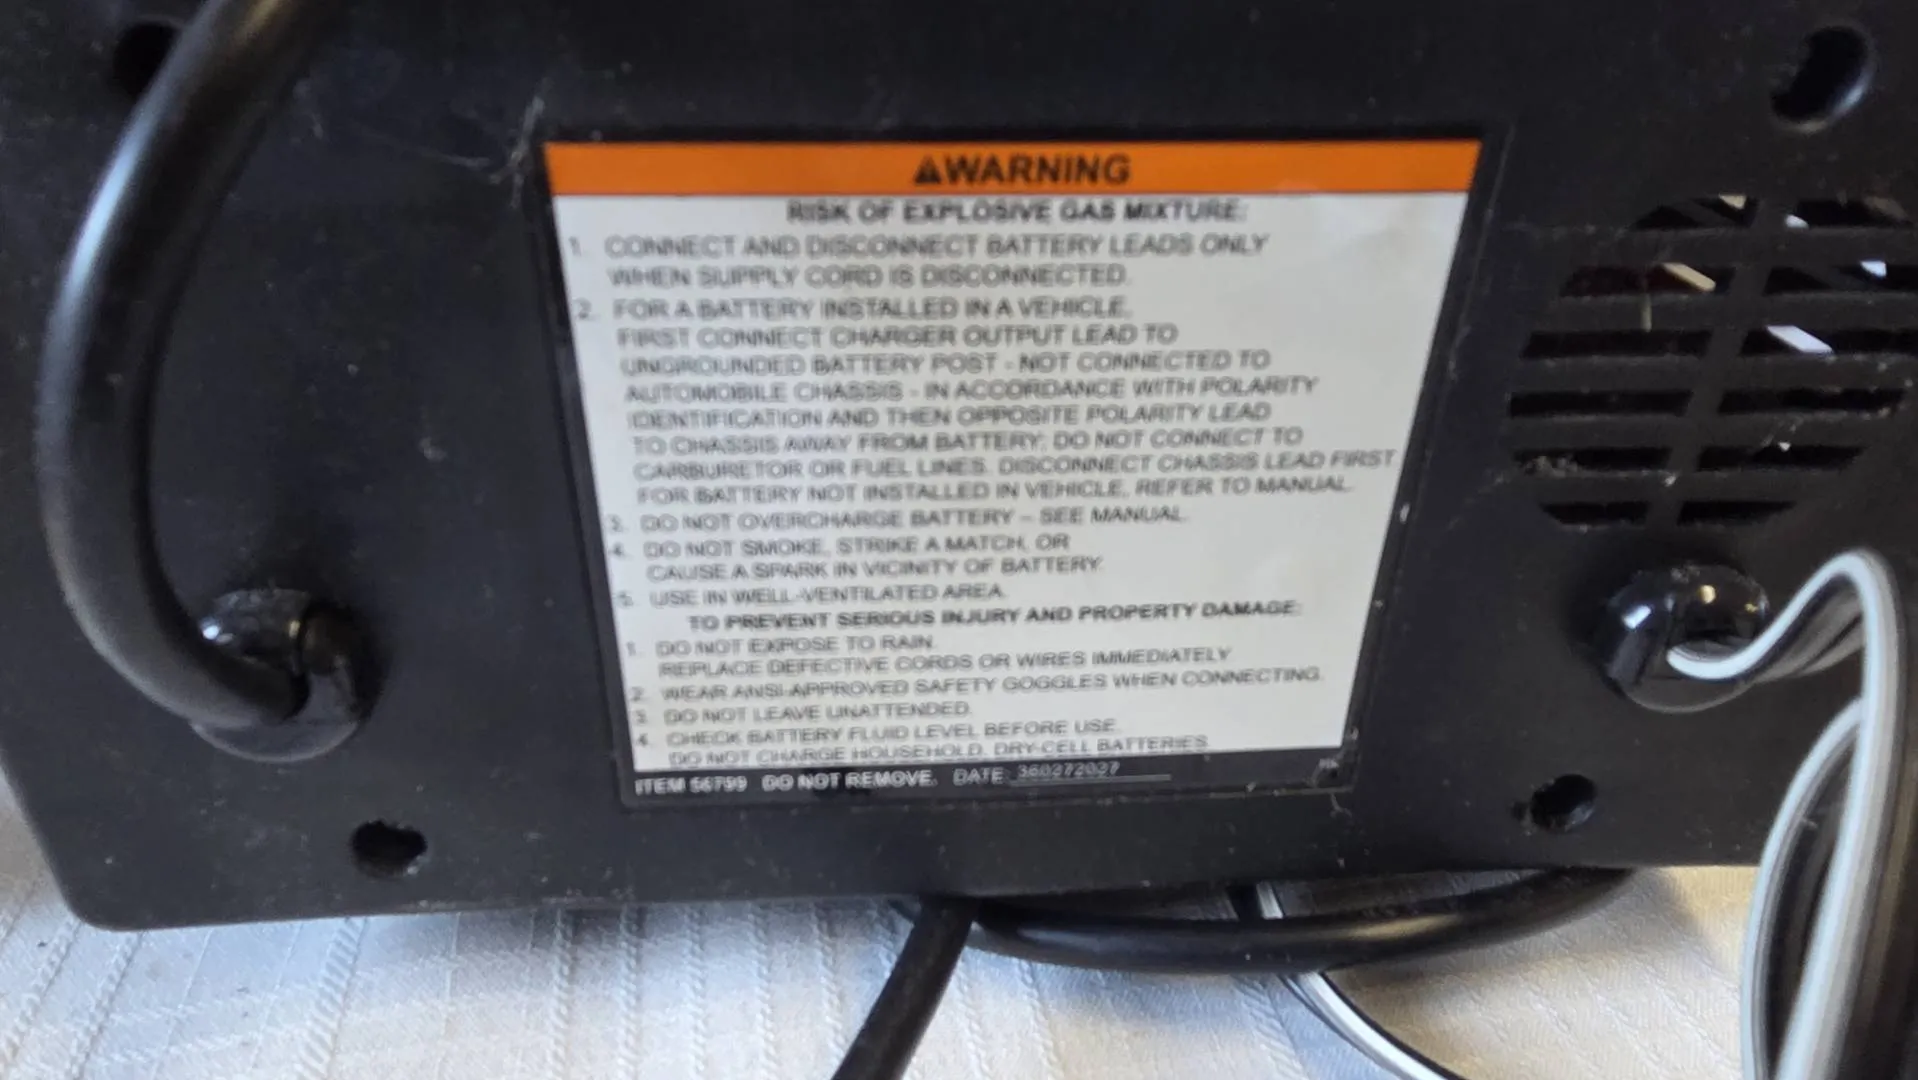 ⚠WARNING
RISK OF EXPLOSIVE GAS MIXTURE:
1. CONNECT AND DISCONNECT BATTERY LEADS ONLY
WHEN SUPPLY CORD IS DISCONNECTED.
2. FOR A BATTERY INSTALLED IN A VEHICLE,
FIRST CONNECT CHARGER OUTPUT LEAD TO
UNGROUNDED BATTERY POST - NOT CONNECTED TO
AUTOMOBILE CHASSIS - IN ACCORDANCE WITH POLARITY
IDENTIFICATION AND THEN OPPOSITE POLARITY LEAD
TO CHASSIS AWAY FROM BATTERY; DO NOT CONNECT TO
CARBURETOR OR FUEL LINES. DISCONNECT CHASSIS LEAD FIRST.
FOR BATTERY NOT INSTALLED IN VEHICLE, REFER TO MANUAL.
3. DO NOT OVERCHARGE BATTERY – SEE MANUAL.
4. DO NOT SMOKE, STRIKE A MATCH, OR
CAUSE A SPARK IN VICINITY OF BATTERY.
5. USE IN WELL-VENTILATED AREA.
TO PREVENT SERIOUS INJURY AND PROPERTY DAMAGE:
1. DO NOT EXPOSE TO RAIN.
REPLACE DEFECTIVE CORDS OR WIRES IMMEDIATELY.
2. WEAR ANSI-APPROVED SAFETY GOGGLES WHEN CONNECTING.
3. DO NOT LEAVE UNATTENDED.
4. CHECK BATTERY FLUID LEVEL BEFORE USE.
DO NOT CHARGE HOUSEHOLD, DRY-CELL BATTERIES.
ITEM 56799 DO NOT REMOVE. DATE: 360272027